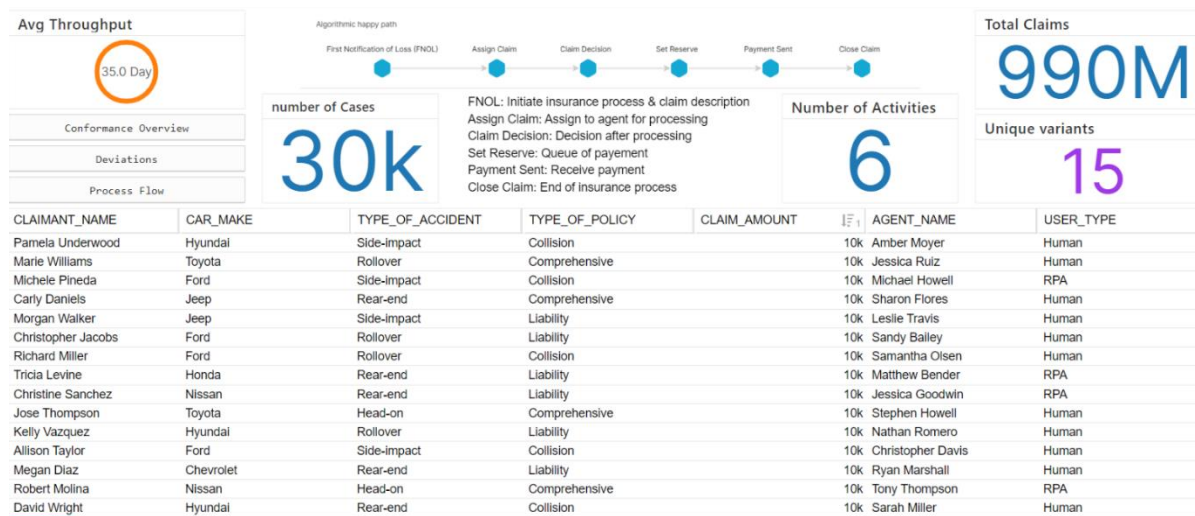 Avg Throughput
35.0 Day
Conformance Overview
Deviations
Process Flow
Algorithmic happy path
First Notification of Loss (FNOL) Assign Claim Claim Decision Set Reserve Payment Sent Close Claim
number of Cases
30k
FNOL: Initiate insurance process & claim description
Assign Claim: Assign to agent for processing
Claim Decision: Decision after processing
Set Reserve: Queue of payement
Payment Sent: Receive payment
Close Claim: End of insurance process
Number of Activities
6
Total Claims
990M
Unique variants
15
CLAIMANT_NAME CAR_MAKE TYPE_OF_ACCIDENT TYPE_OF_POLICY CLAIM_AMOUNT 1 AGENT_NAME USER_TYPE
Pamela Underwood Hyundai Side-impact Collision 10k Amber Moyer Human
Marie Williams Toyota Rollover Comprehensive 10k Jessica Ruiz Human
Michele Pineda Ford Side-impact Collision 10k Michael Howell RPA
Carly Daniels Jeep Rear-end Comprehensive 10k Sharon Flores Human
Morgan Walker Jeep Side-impact Liability 10k Leslie Travis Human
Christopher Jacobs Ford Rollover Liability 10k Sandy Bailey Human
Richard Miller Ford Rollover Collision 10k Samantha Olsen Human
Tricia Levine Honda Rear-end Liability 10k Matthew Bender RPA
Christine Sanchez Nissan Rear-end Liability 10k Jessica Goodwin RPA
Jose Thompson Toyota Head-on Comprehensive 10k Stephen Howell Human
Kelly Vazquez Hyundai Rollover Liability 10k Nathan Romero Human
Allison Taylor Ford Side-impact Collision 10k Christopher Davis Human
Megan Diaz Chevrolet Rear-end Liability 10k Ryan Marshall Human
Robert Molina Nissan Head-on Comprehensive 10k Tony Thompson RPA
David Wright Hyundai Rear-end Collision 10k Sarah Miller Human